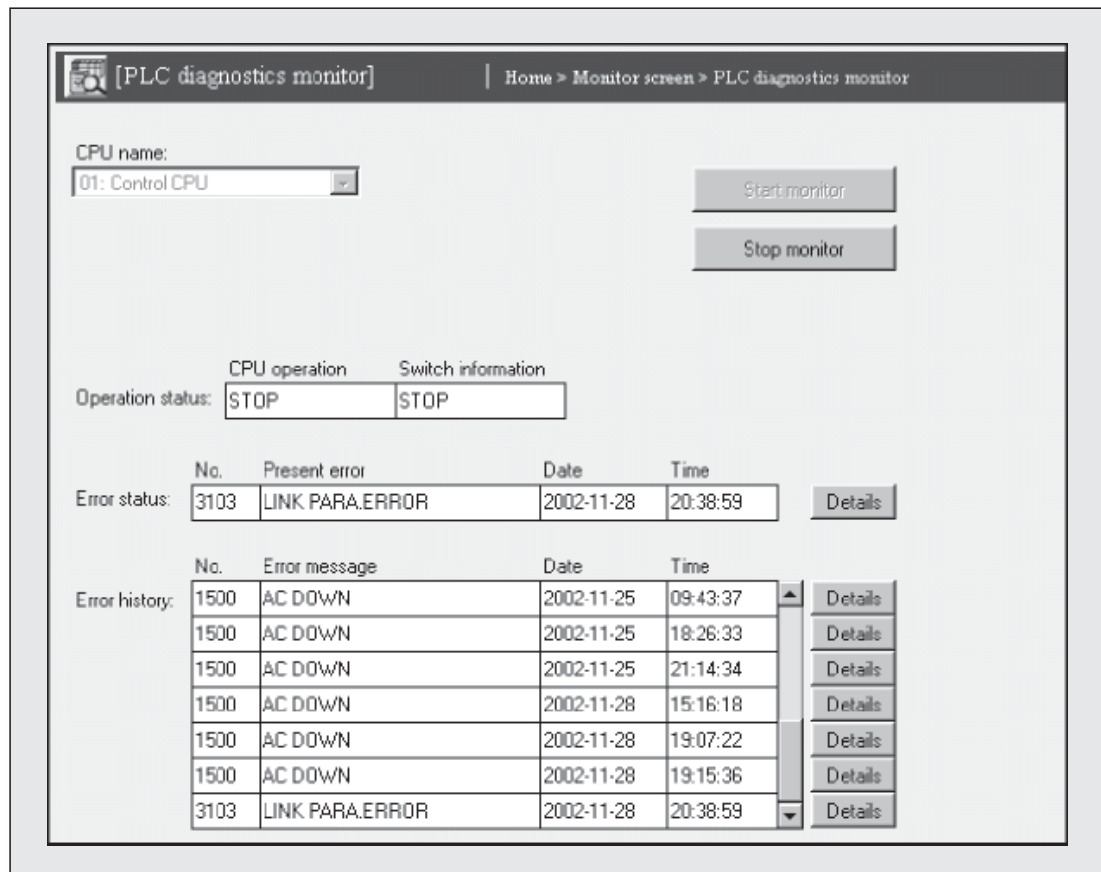 [PLC diagnostics monitor] Home > Monitor screen > PLC diagnostics monitor
CPU name:
01: Control CPU
Start monitor
Stop monitor
CPU operation Switch information
Operation status: STOP STOP
No. Present error Date Time
Error status: 3103 LINK PARA.ERROR 2002-11-28 20:38:59 Details
No. Error message Date Time
Error history: 1500 AC DOWN 2002-11-25 09:43:37 Details
1500 AC DOWN 2002-11-25 18:26:33 Details
1500 AC DOWN 2002-11-25 21:14:34 Details
1500 AC DOWN 2002-11-28 15:16:18 Details
1500 AC DOWN 2002-11-28 19:07:22 Details
1500 AC DOWN 2002-11-28 19:15:36 Details
3103 LINK PARA.ERROR 2002-11-28 20:38:59 Details